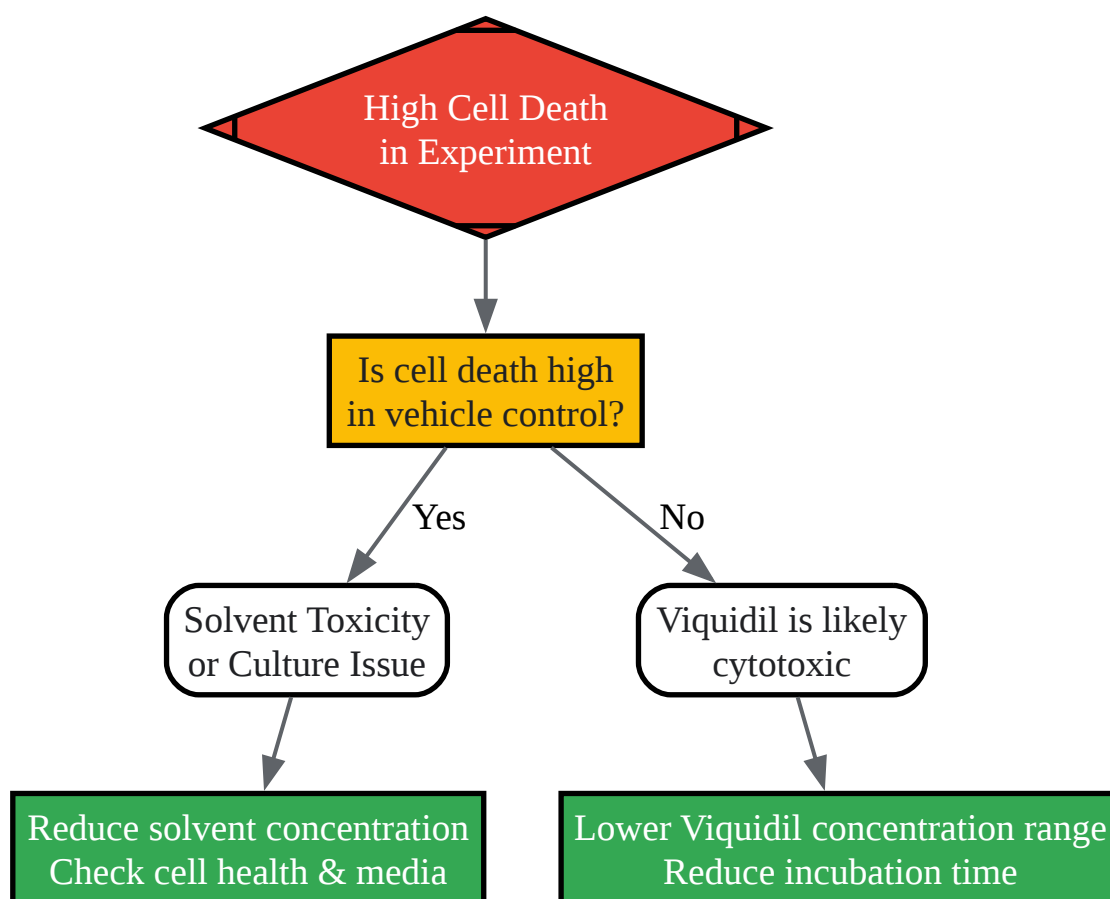 High Cell Death
in Experiment
Is cell death high
in vehicle control?
Yes
No
Solvent Toxicity
or Culture Issue
Viquidil is likely
cytotoxic
Reduce solvent concentration
Check cell health & media
Lower Viquidil concentration range
Reduce incubation time